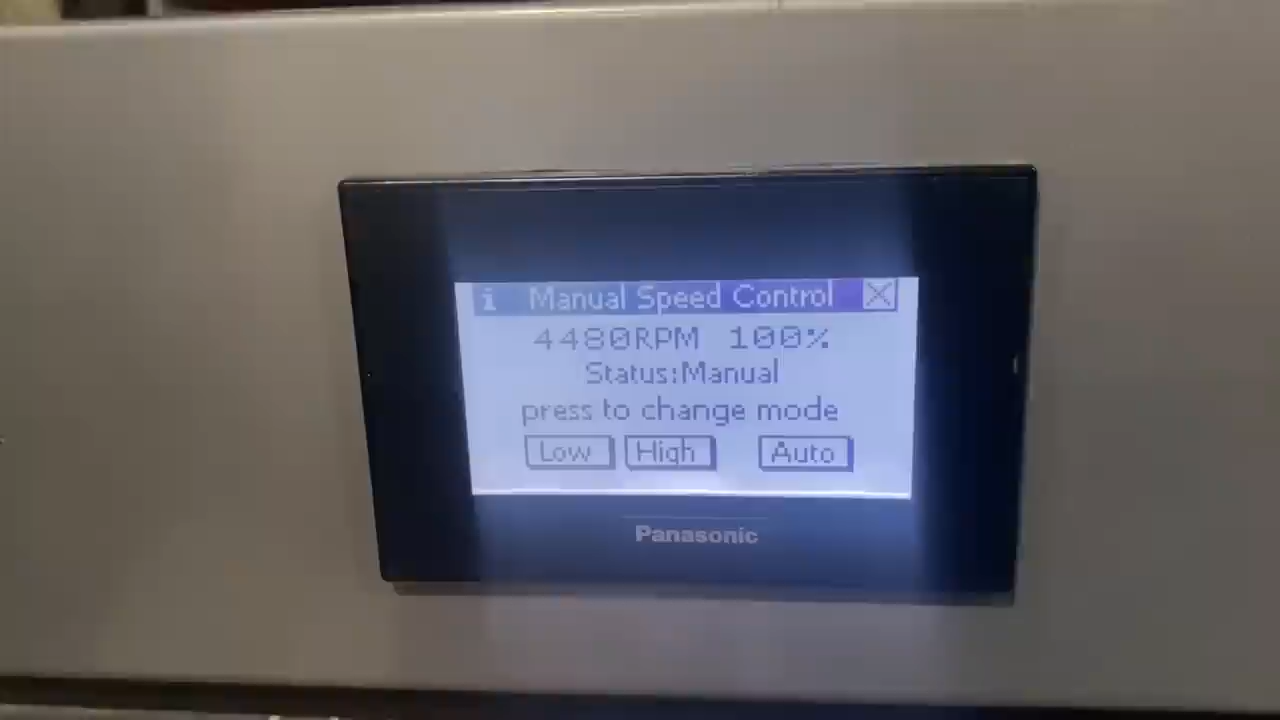 i Manual Speed Control X
4480RPM 100%
Status:Manual
press to change mode
Low High Auto
Panasonic